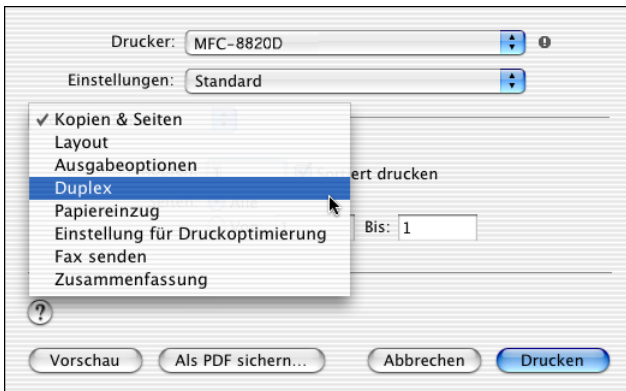 Drucker: MFC-8820D
Einstellungen: Standard
✓ Kopien & Seiten
Layout
Ausgabeoptionen
ert drucken
Duplex
Papiereinzug
Bis: 1
Einstellung für Druckoptimierung
Fax senden
Zusammenfassung
?
Vorschau Als PDF sichern... Abbrechen Drucken